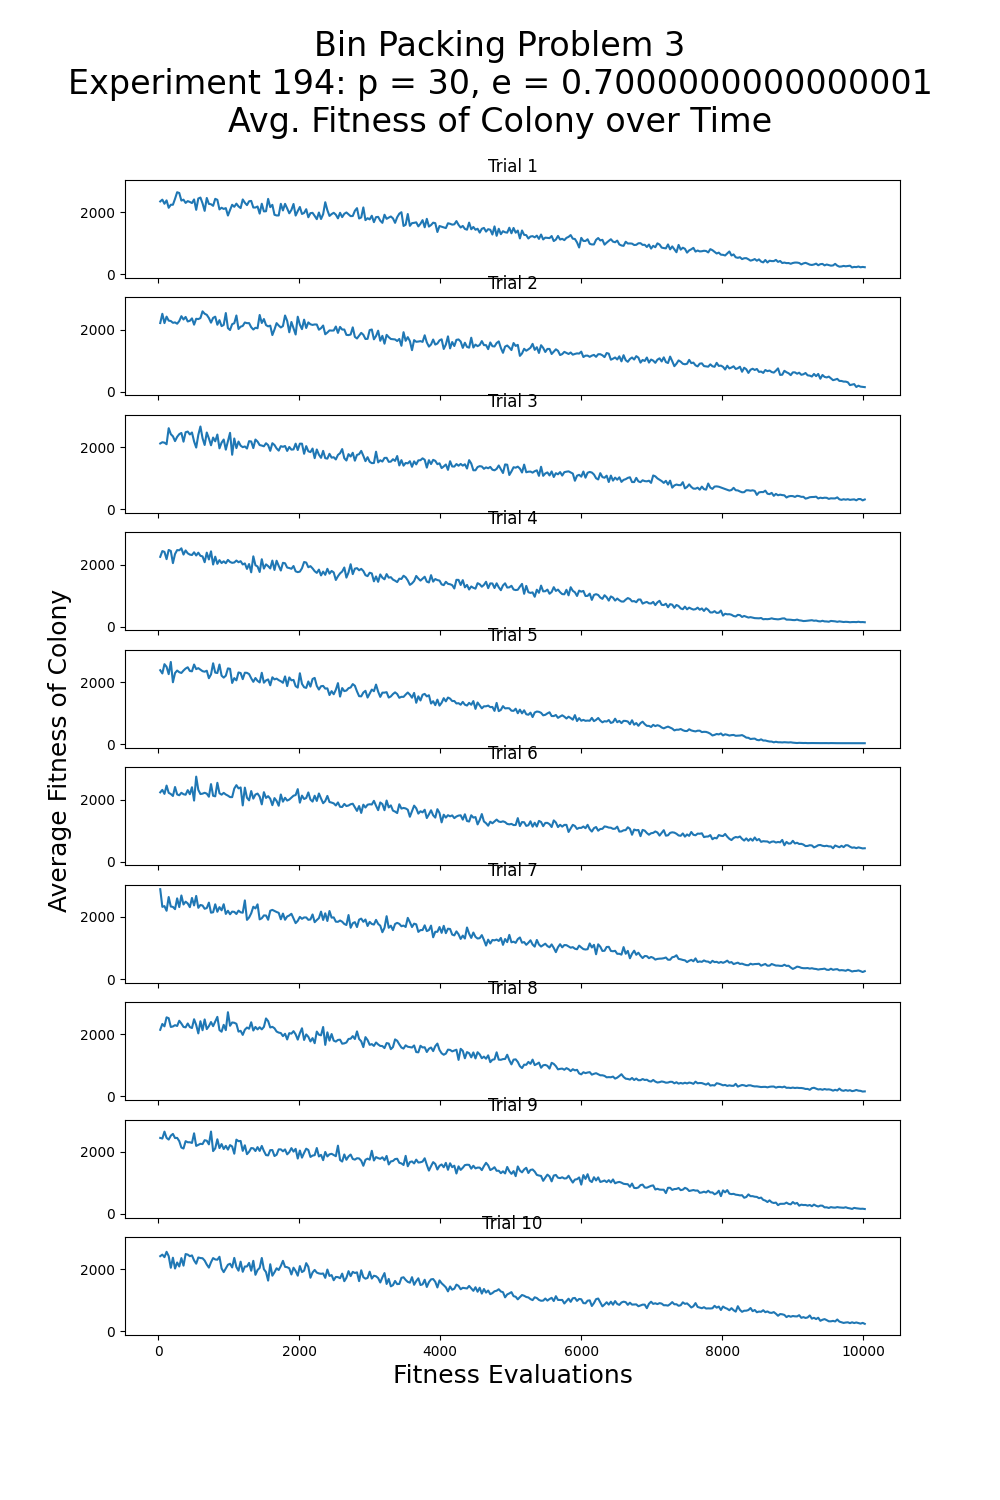 Bin Packing Problem 3
Experiment 194: p = 30, e = 0.7000000000000001
Avg. Fitness of Colony over Time
Trial 1
2000
0
Trial 2
2000
0
Trial 3
2000
0
Trial 4
2000
0
Trial 5
2000
0
Trial 6
2000
0
Trial 7
2000
0
Trial 8
2000
0
Trial 9
2000
0
Trial 10
2000
0
0 2000 4000 6000 8000 10000
Fitness Evaluations
Average Fitness of Colony